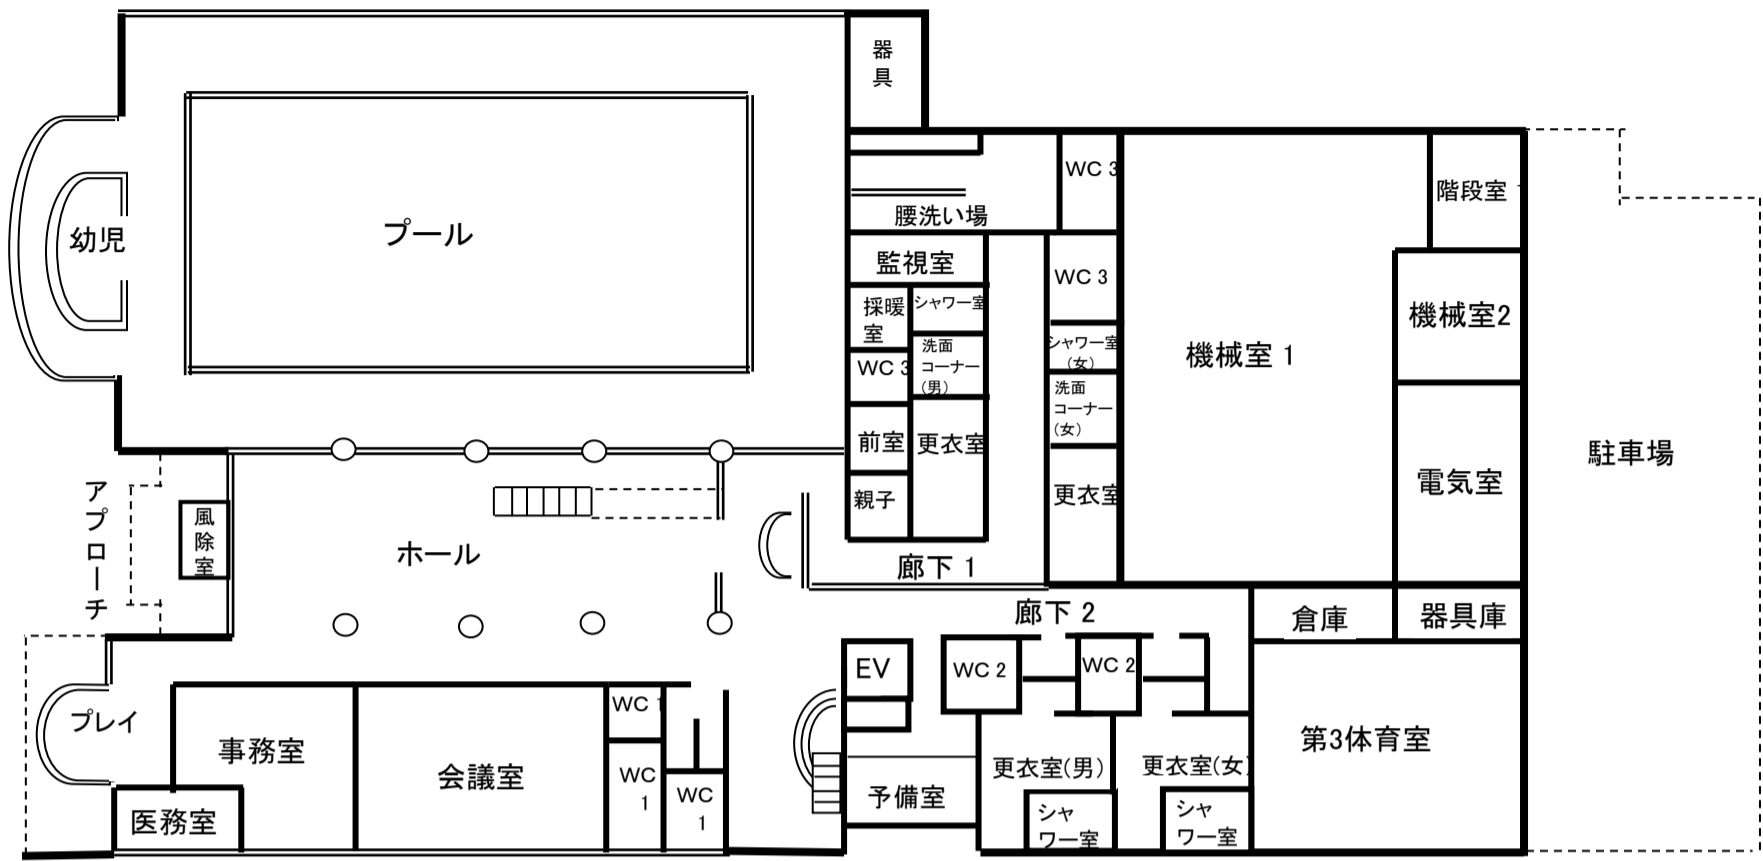 器
具
WC 3
階段室 1
腰洗い場
幼児
プール
監視室
WC 3
採暖
室
シャワー室
機械室2
機械室 1
シャワー室
(女)
洗面
コーナー
(男)
WC 3
洗面
コーナー
(女)
前室
更衣室
駐車場
電気室
更衣室
親子
アプローチ
風
除
室
ホール
廊下 1
廊下 2
倉庫
器具庫
EV
WC 2
WC 2
プレイ
WC 1
事務室
会議室
WC
1
WC
1
第3体育室
更衣室(男)
更衣室(女)
予備室
医務室
シャ
ワー室
シャ
ワー室